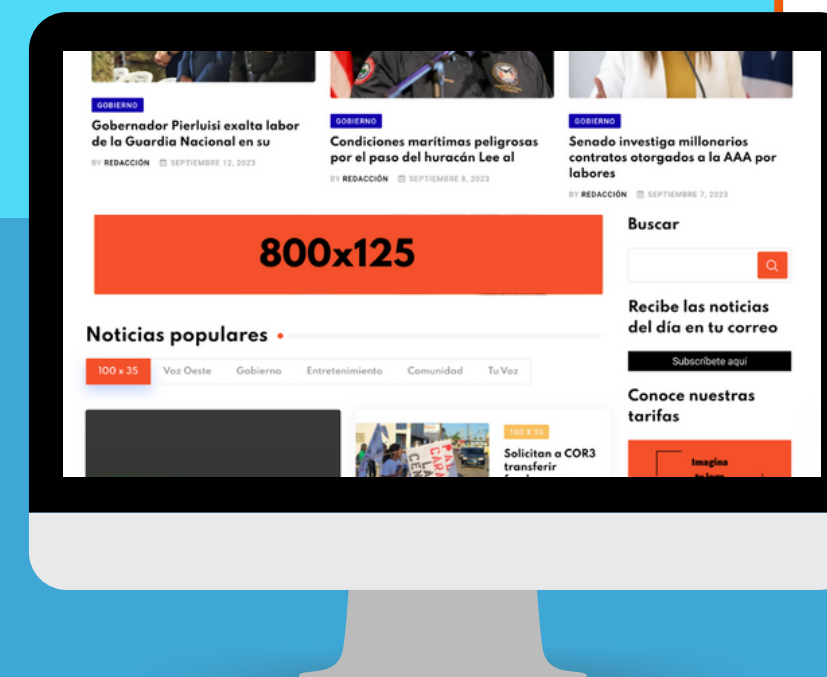 GOBIERNO
Gobernador Pierluisi exalta labor
de la Guardia Nacional en su
BY REDACCIÓN SEPTIEMBRE 12, 2023
GOBIERNO
Condiciones marítimas peligrosas
por el paso del huracán Lee al
BY REDACCIÓN SEPTIEMBRE 8, 2023
GOBIERNO
Senado investiga millonarios
contratos otorgados a la AAA por
labores
BY REDACCIÓN SEPTIEMBRE 7, 2023
800x125
Buscar
Recibe las noticias
del día en tu correo
Subscríbete aquí
Conoce nuestras
tarifas
Imagina
Noticias populares
100 x 35 Voz Oeste Gobierno Entretenimiento Comunidad Tu Voz
100 X 35
Solicitan a COR3
transferir